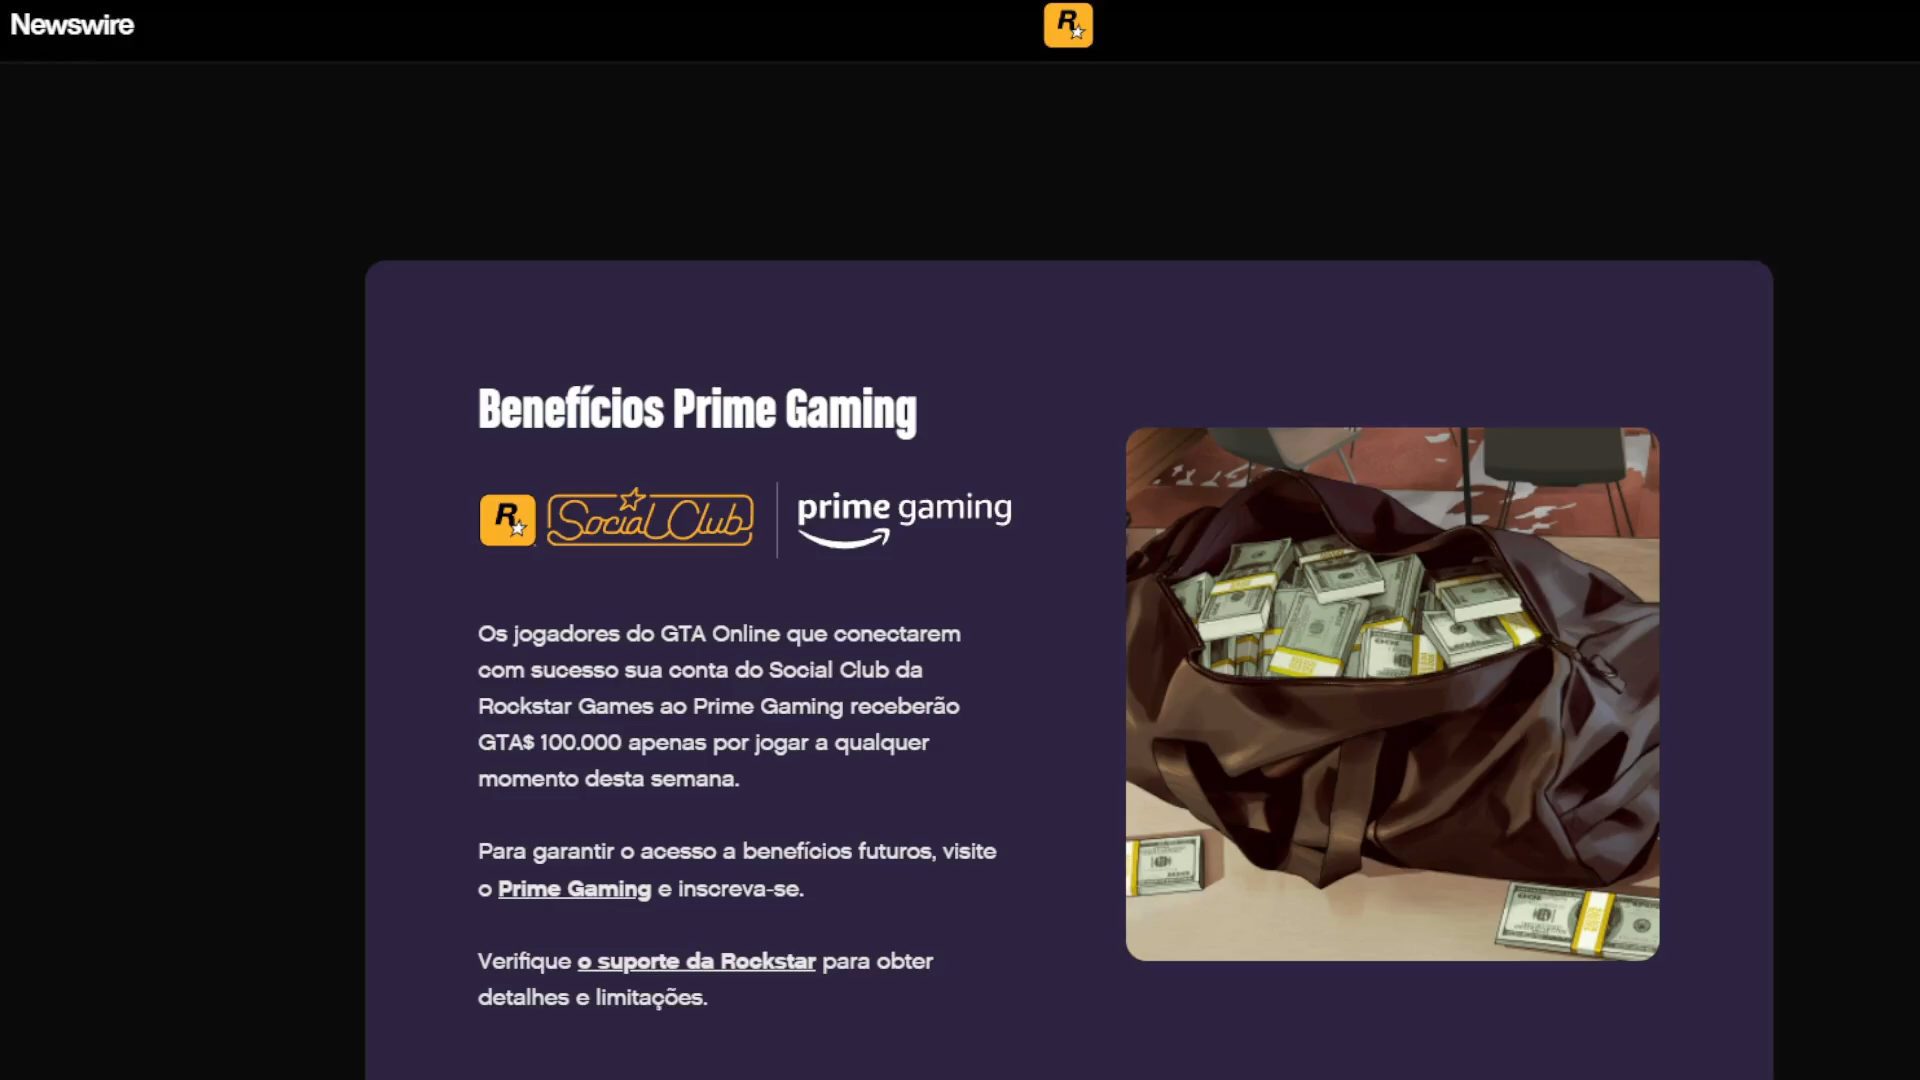 Newswire
R
Benefícios Prime Gaming
R Social Club prime gaming
Os jogadores do GTA Online que conectarem
com sucesso sua conta do Social Club da
Rockstar Games ao Prime Gaming receberão
GTA$ 100.000 apenas por jogar a qualquer
momento desta semana.
Para garantir o acesso a benefícios futuros, visite
o Prime Gaming e inscreva-se.
Verifique o suporte da Rockstar para obter
detalhes e limitações.